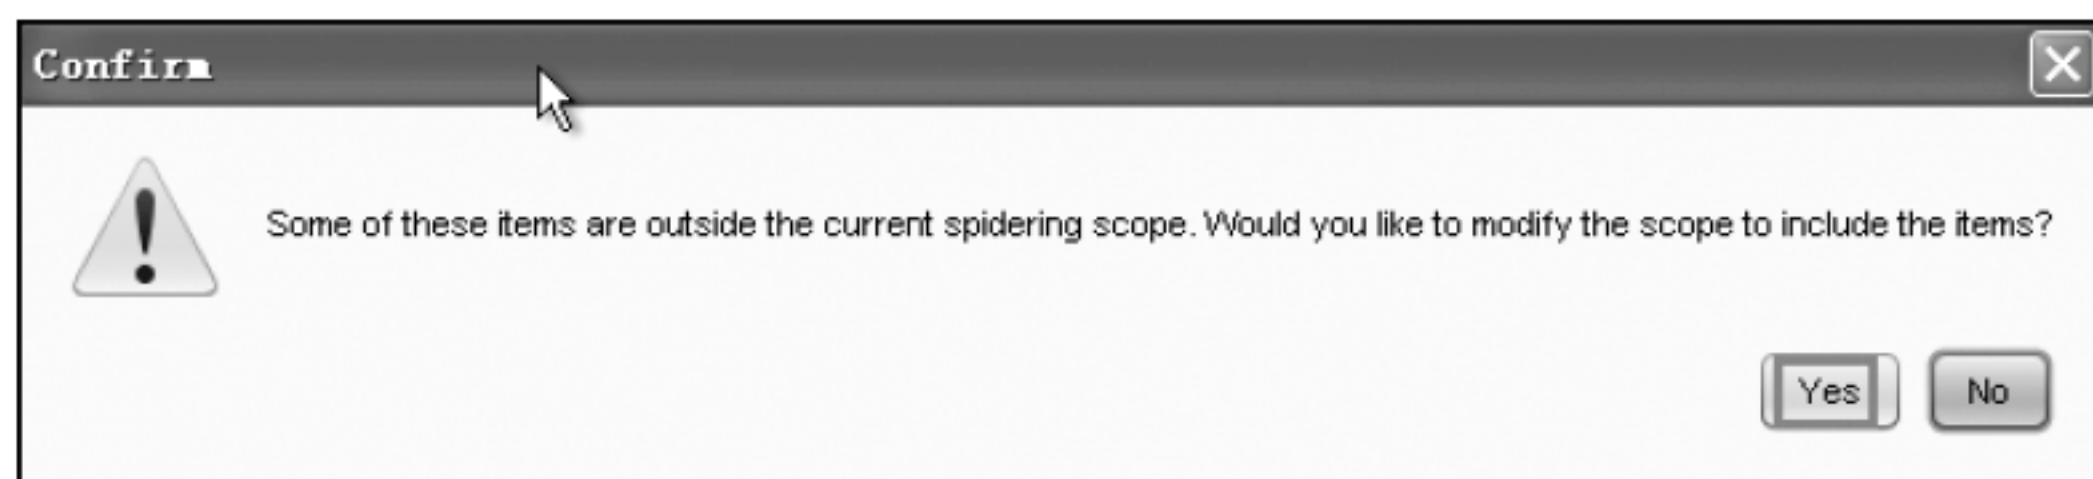 Confirm
Some of these items are outside the current spidering scope. Would you like to modify the scope to include the items?
Yes
No